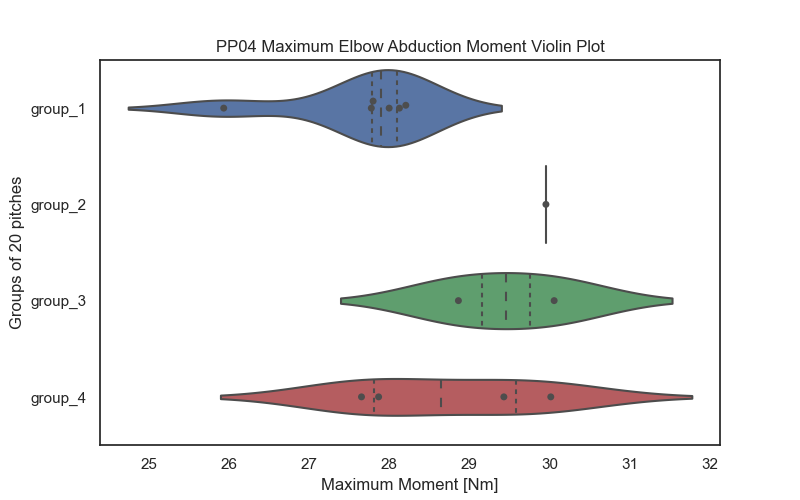 PP04 Maximum Elbow Abduction Moment Violin Plot
Groups of 20 pitches
group_1
group_2
group_3
group_4
25 26 27 28 29 30 31 32
Maximum Moment [Nm]